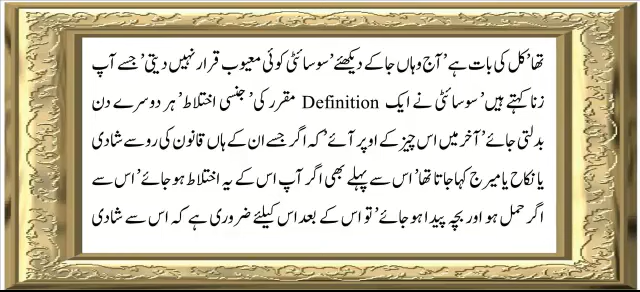 تھا‘ کل کی بات ہے‘ آج وہاں جا کے دیکھئے‘ سوسائٹی کوئی معیوب قرار نہیں دیتی‘ جسے آپ
زنا کہتے ہیں‘ سوسائٹی نے ایک Definition مقرر کی‘ جنسی اختلاط‘ ہر دوسرے دن
بدلتی جائے‘ آخر میں اس چیز کے اوپر آئے‘ کہ اگر جسے ان کے ہاں قانون کی رو سے شادی
یا نکاح یا میرج کہا جاتا تھا‘ اس سے پہلے بھی اگر آپ اس کے یہ اختلاط ہو جائے‘ اس سے
اگر حمل ہو اور بچہ پیدا ہو جائے‘ تو اس کے بعد اس کیلئے ضروری ہے کہ اس سے شادی